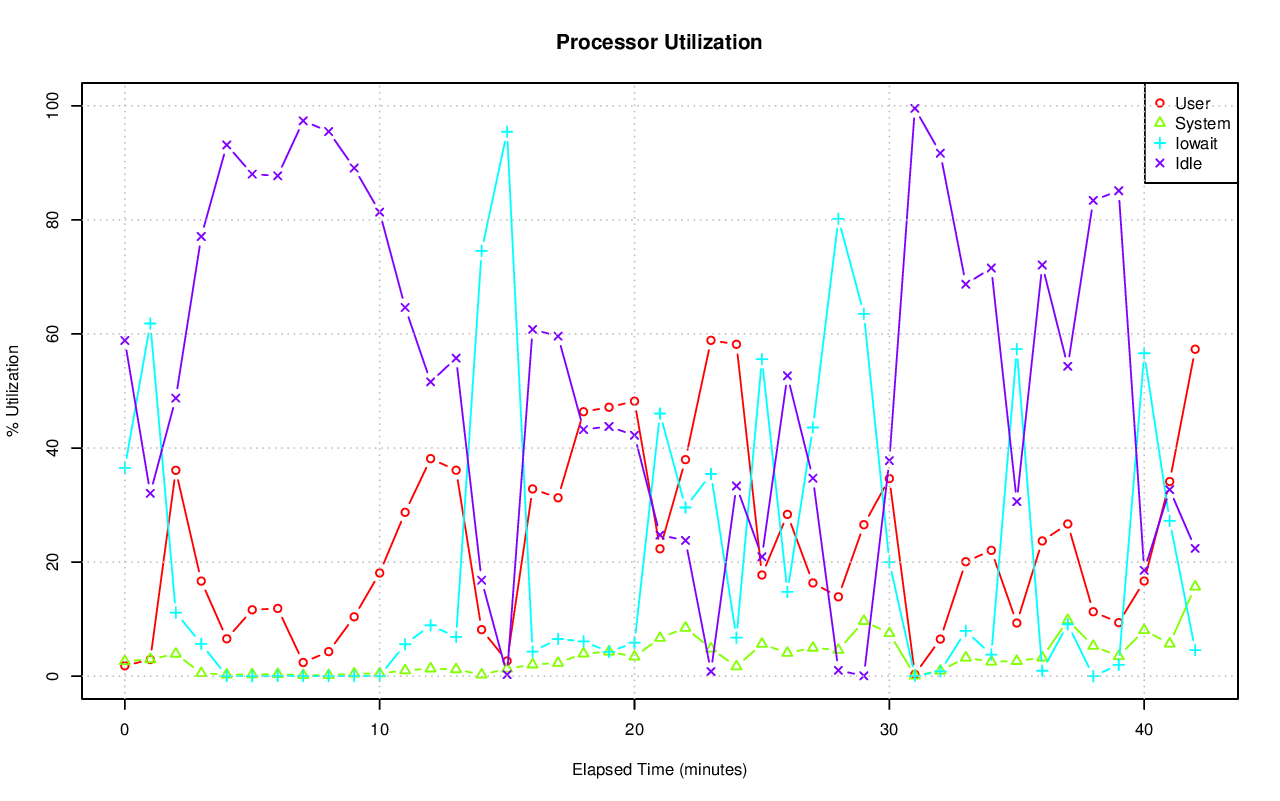 Processor Utilization
% Utilization
100
80
60
40
20
0
User
System
Iowait
Idle
0 10 20 30 40
Elapsed Time (minutes)